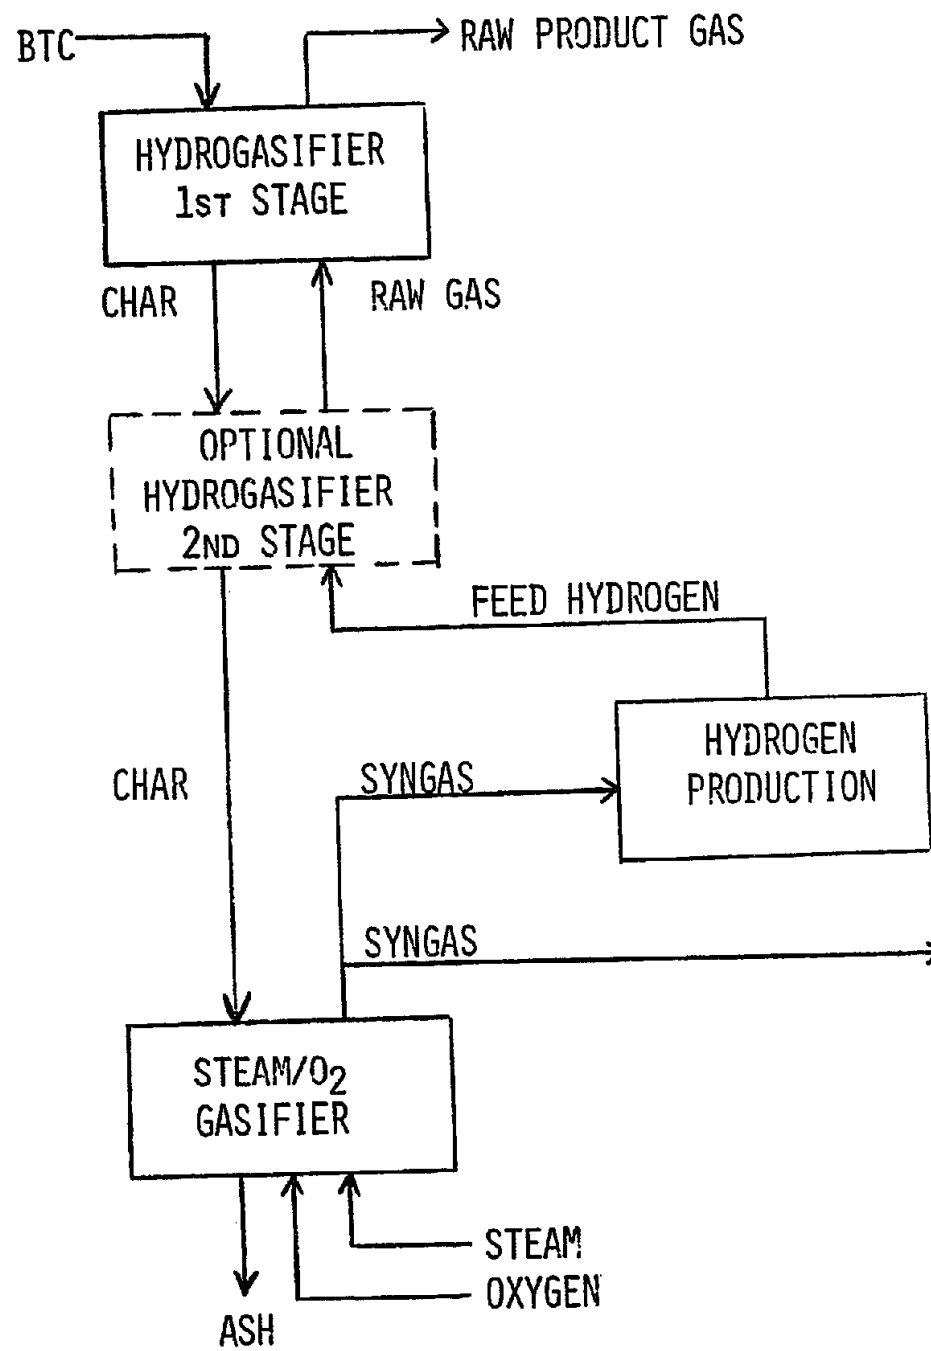 BTC
RAW PRODUCT GAS
HYDROGASIFIER
1ST STAGE
CHAR
RAW GAS
OPTIONAL
HYDROGASIFIER
2ND STAGE
FEED HYDROGEN
HYDROGEN
PRODUCTION
CHAR
SYNGAS
SYNGAS
STEAM/O2
GASIFIER
STEAM
OXYGEN
ASH